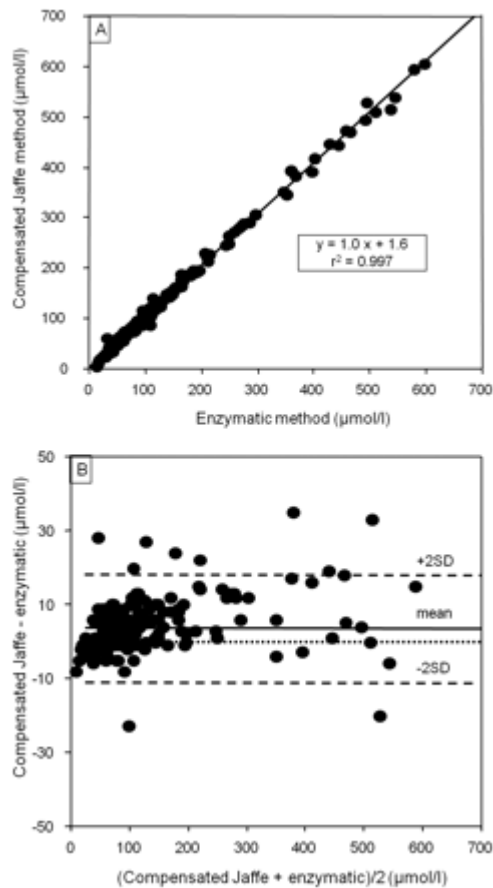 A
Compensated Jaffe method (µmol/l)
700
600
500
400
300
200
100
0
y = 1.0 x + 1.6
r² = 0.997
0 100 200 300 400 500 600 700
Enzymatic method (µmol/l)
B
Compensated Jaffe - enzymatic (µmol/l)
50
30
10
-10
-30
-50
+2SD
mean
-2SD
0 100 200 300 400 500 600 700
(Compensated Jaffe + enzymatic)/2 (µmol/l)